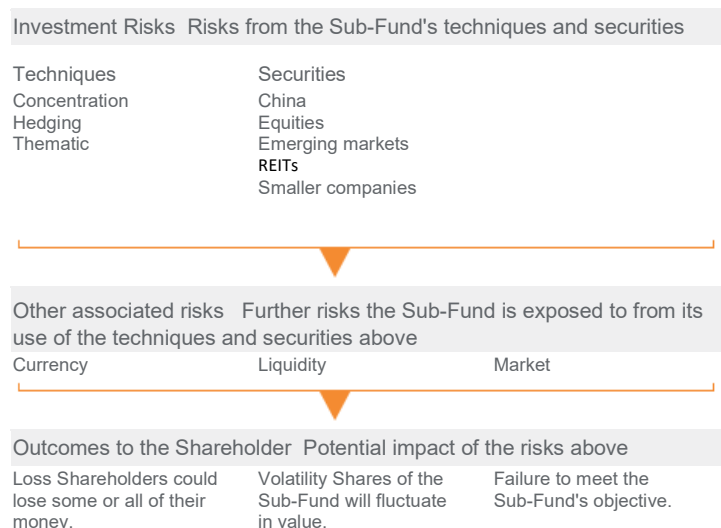 Investment Risks Risks from the Sub-Fund's techniques and securities
Techniques
Concentration
Hedging
Thematic
Securities
China
Equities
Emerging markets
REITs
Smaller companies
Other associated risks Further risks the Sub-Fund is exposed to from its
use of the techniques and securities above
Currency
Liquidity
Market
Outcomes to the Shareholder Potential impact of the risks above
Loss Shareholders could
lose some or all of their
money.
Volatility Shares of the
Sub-Fund will fluctuate
in value.
Failure to meet the
Sub-Fund's objective.